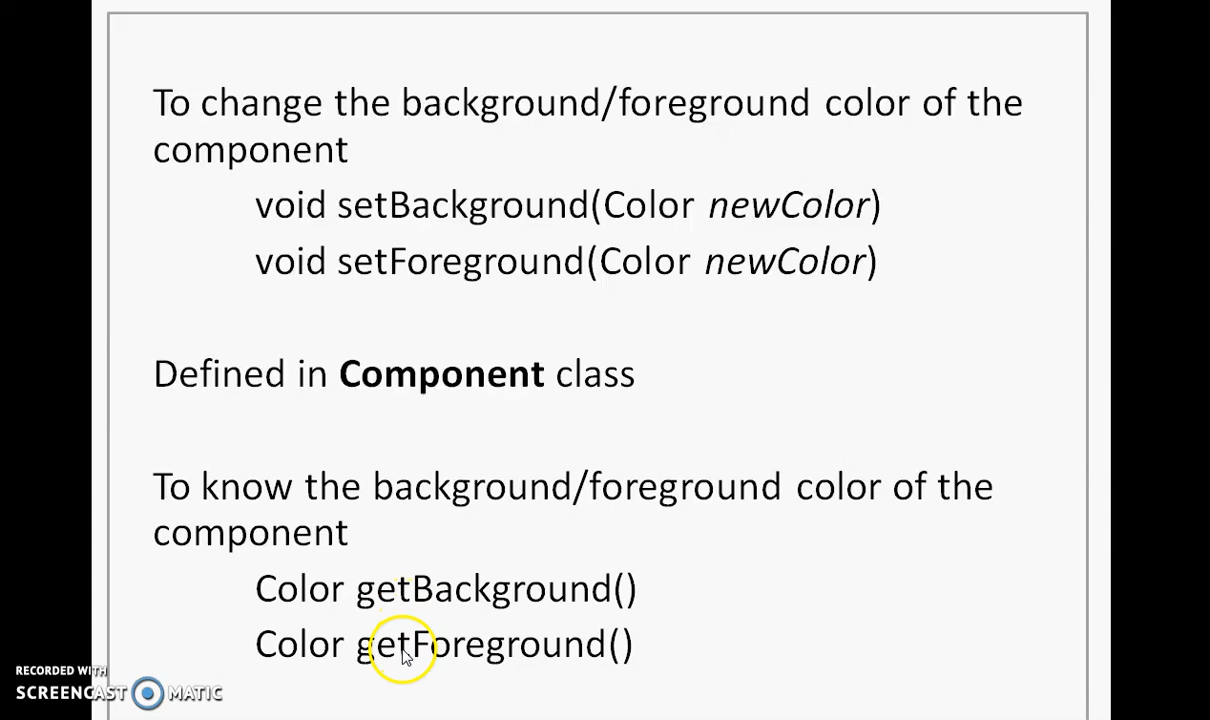 To change the background/foreground color of the
component
void setBackground(Color newColor)
void setForeground(Color newColor)
Defined in Component class
To know the background/foreground color of the
component
Color getBackground()
Color getForeground()
RECORDED WITH
SCREENCAST MATIC